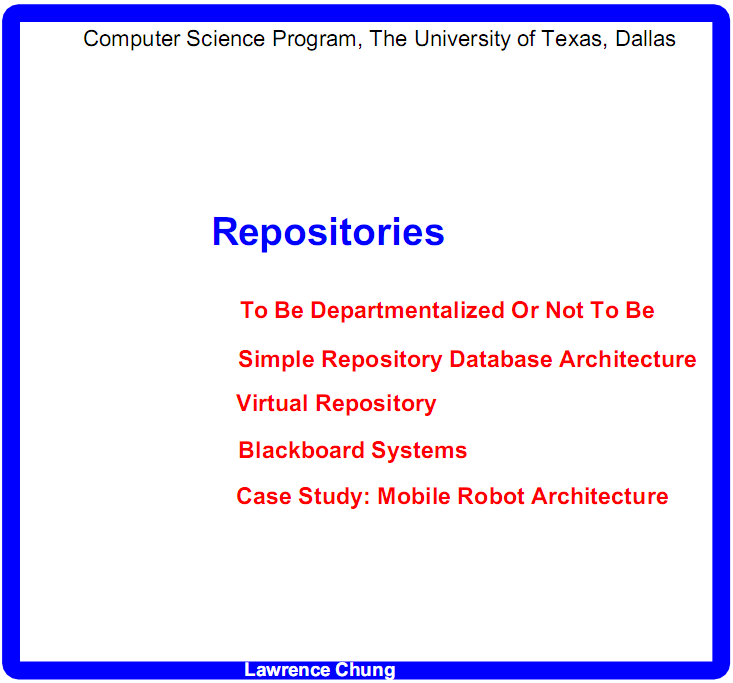 Computer Science Program, The University of Texas, Dallas
Repositories
To Be Departmentalized Or Not To Be
Simple Repository Database Architecture
Virtual Repository
Blackboard Systems
Case Study: Mobile Robot Architecture
Lawrence Chung